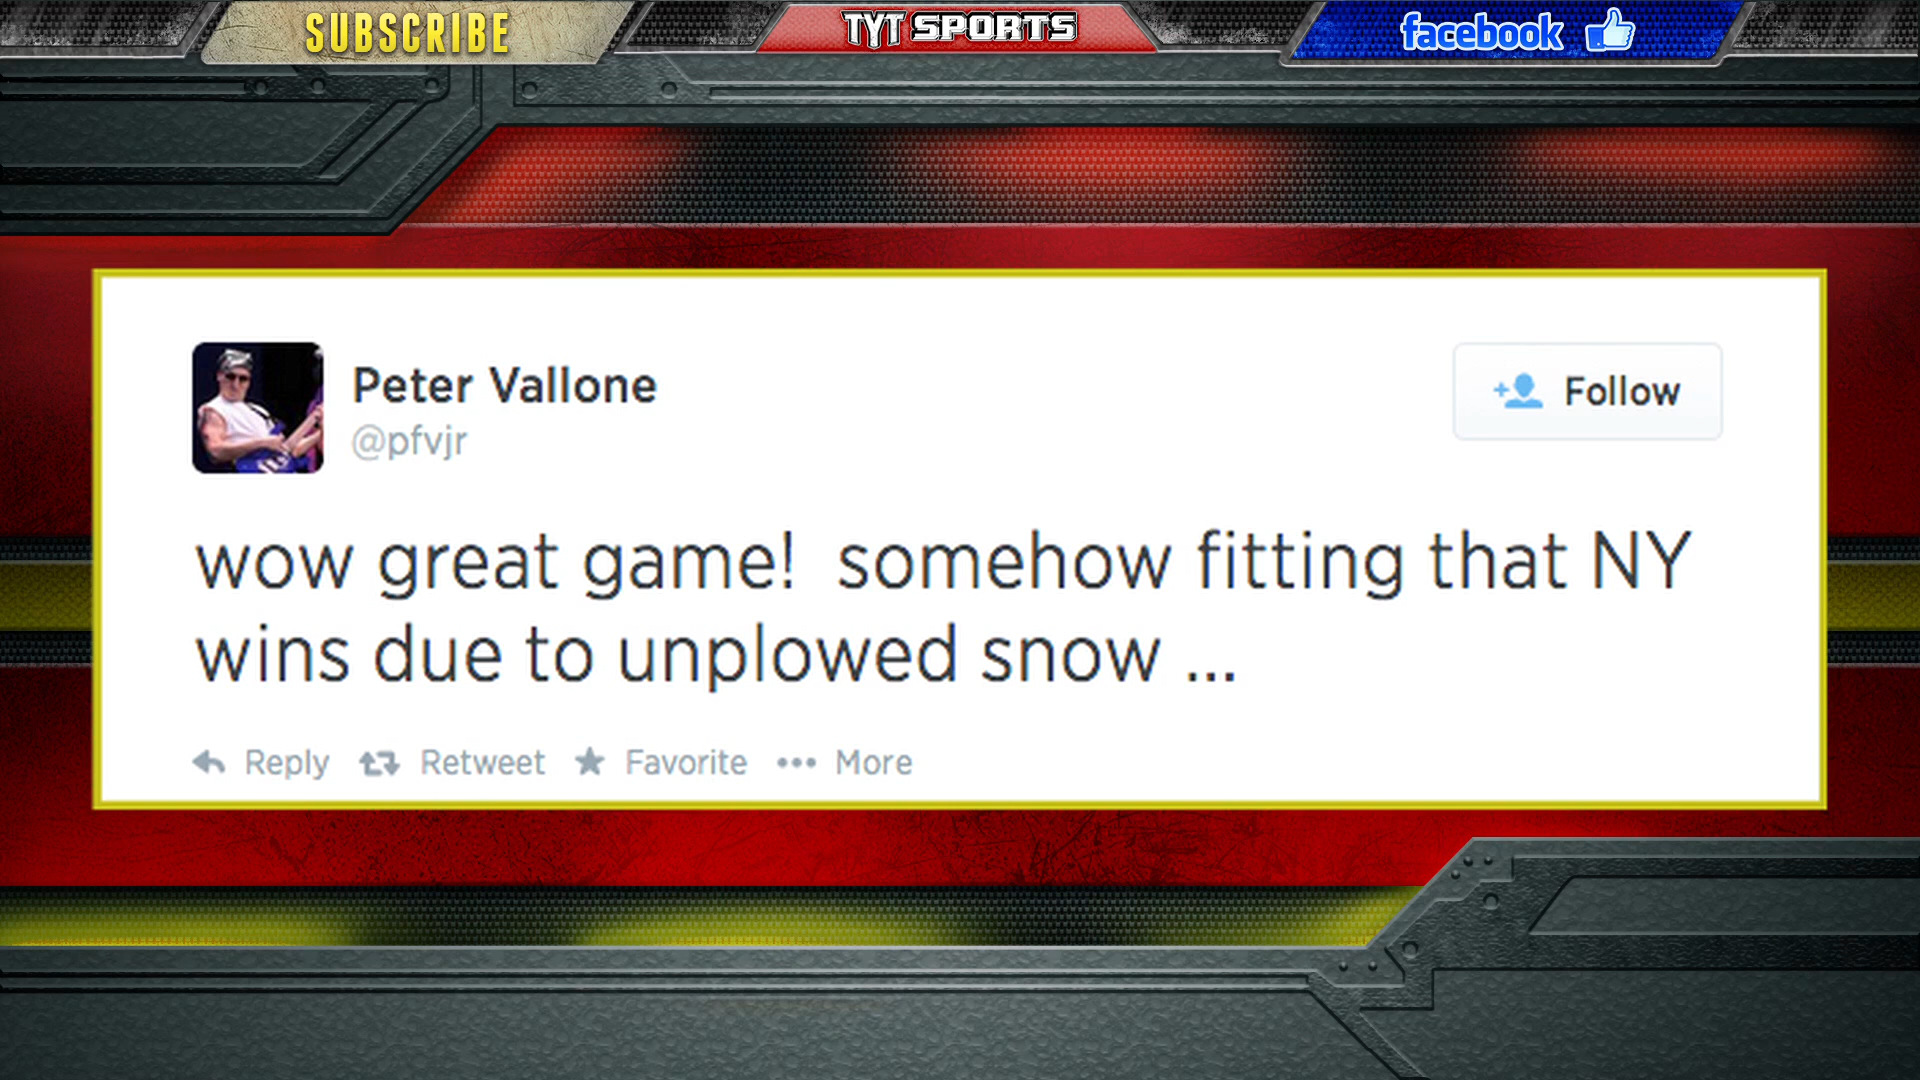 SUBSCRIBE
TYT SPORTS
facebook
Peter Vallone
@pfvjr
Follow
wow great game!  somehow fitting that NY
wins due to unplowed snow ...
Reply Retweet Favorite More